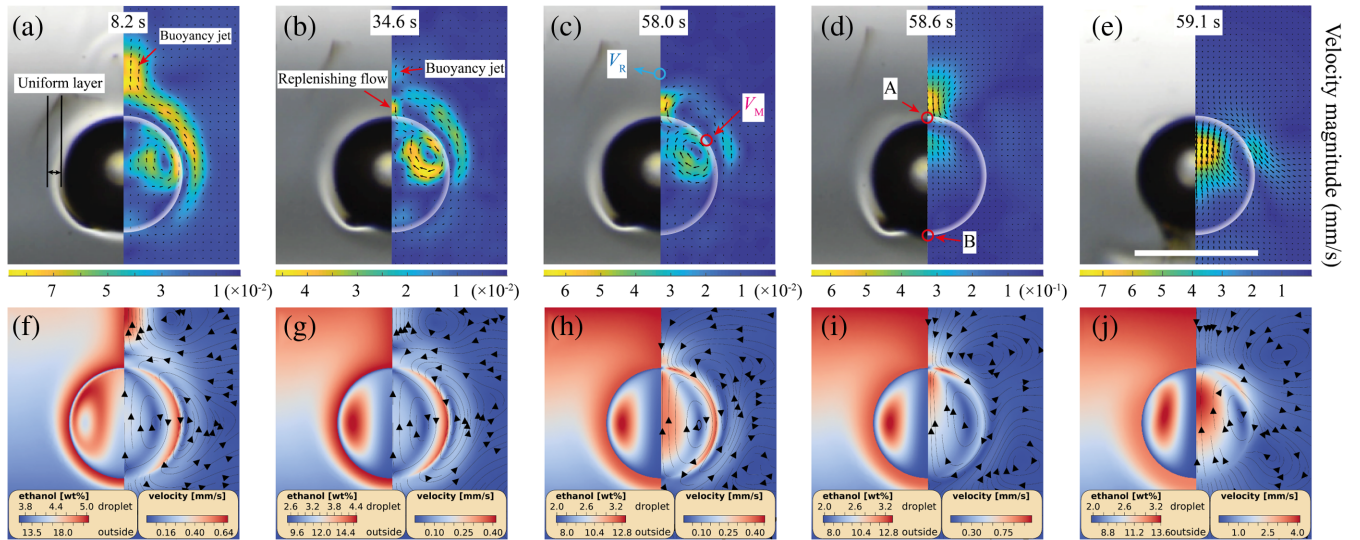 (a) 8.2 s
Buoyancy jet
Uniform layer
7 5 3 1 (×10⁻²)
(b) 34.6 s
Replenishing flow
Buoyancy jet
6 5 4 3 2 1 (×10⁻²)
(c) 58.0 s
V_R
V_M
6 5 4 3 2 1 (×10⁻²)
(d) 58.6 s
A
B
6 5 4 3 2 1 (×10⁻¹)
(e) 59.1 s
7 6 5 4 3 2 1
Velocity magnitude (mm/s)
(f)
ethanol [wt%]
3.8 4.4 5.0 droplet
outside
13.5 18.0
velocity [mm/s]
0.16 0.40 0.64
(g)
ethanol [wt%]
2.6 3.2 3.8 4.4 droplet
outside
9.6 12.0 14.4
velocity [mm/s]
0.10 0.25 0.40
(h)
ethanol [wt%]
2.0 2.6 3.2 droplet
outside
8.0 10.4 12.8
velocity [mm/s]
0.10 0.25 0.40
(i)
ethanol [wt%]
2.0 2.6 3.2 droplet
outside
8.0 10.4 12.8
velocity [mm/s]
0.30 0.75
(j)
ethanol [wt%]
2.0 2.6 3.2 droplet
outside
8.8 11.2 13.6
velocity [mm/s]
1.0 2.5 4.0